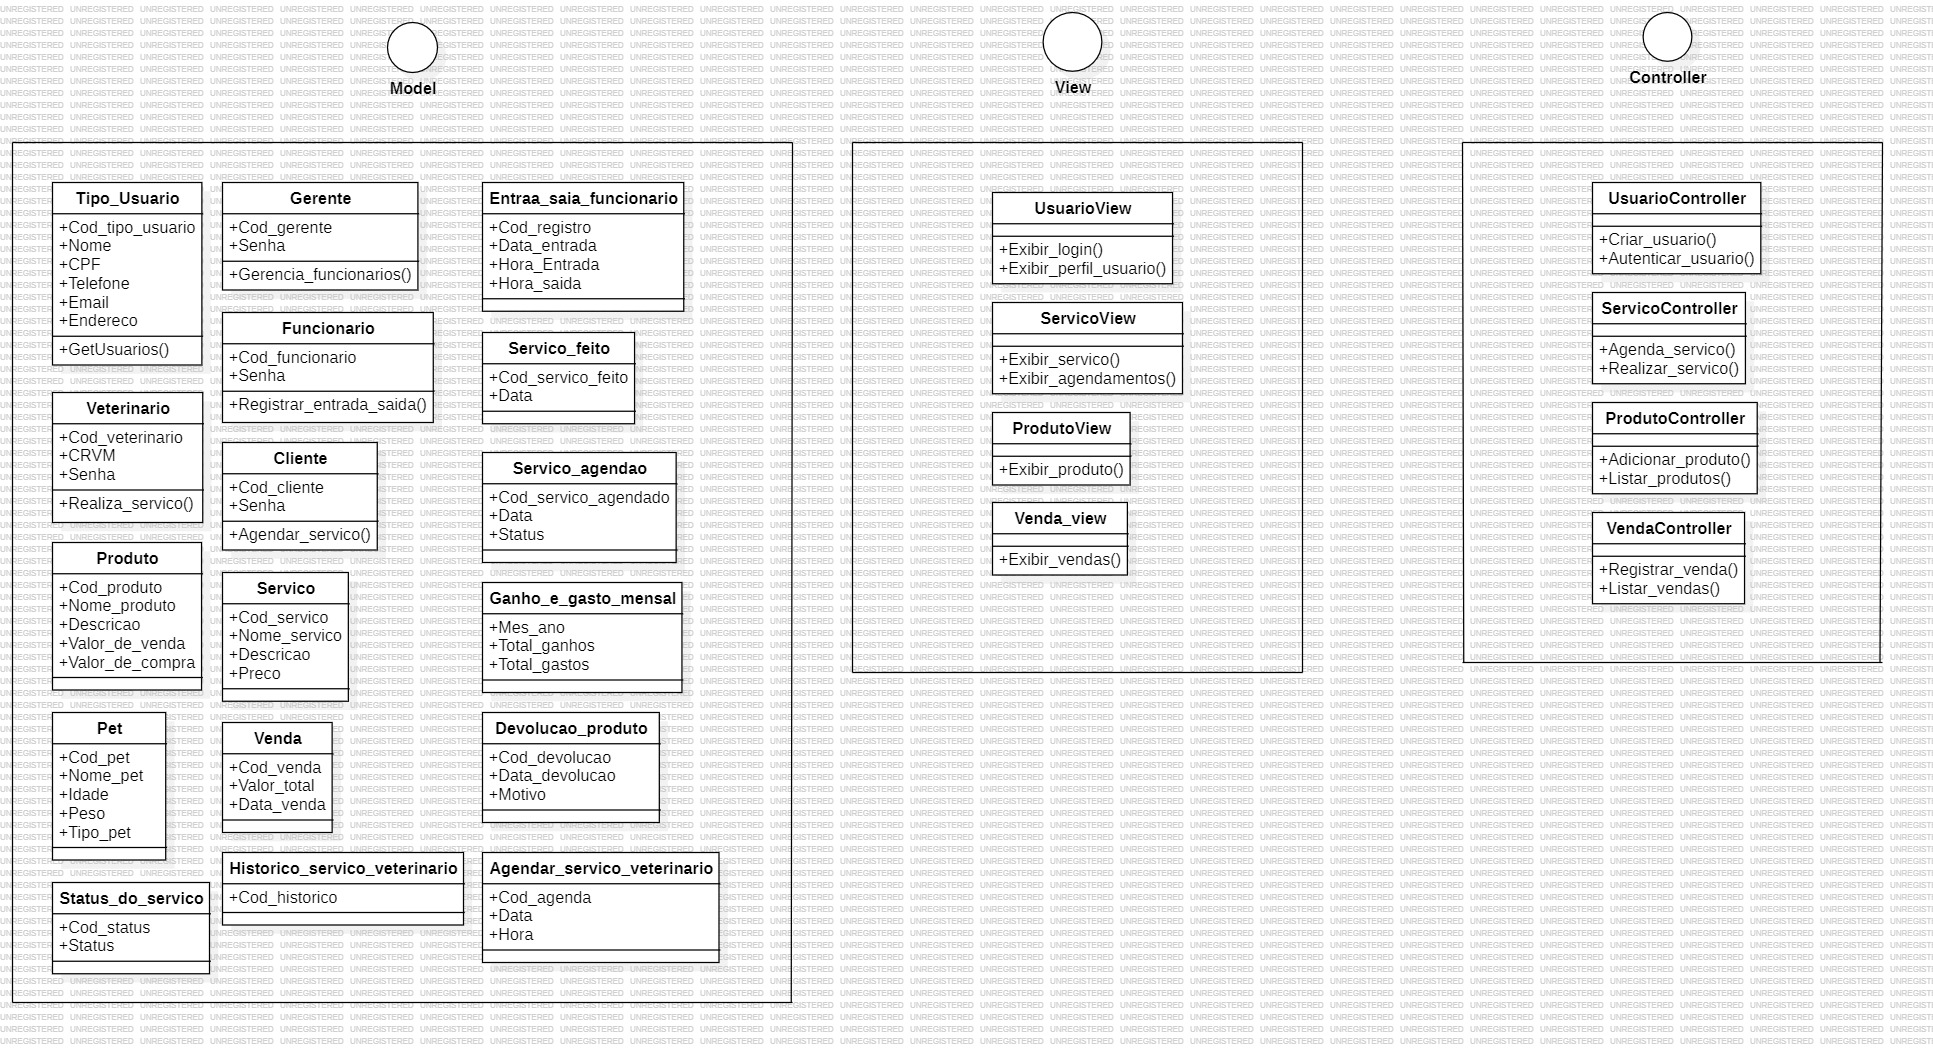 Model
Tipo_Usuario
+Cod_tipo_usuario
+Nome
+CPF
+Telefone
+Email
+Endereco
+GetUsuarios()
Veterinario
+Cod_veterinario
+CRVM
+Senha
+Realiza_servico()
Produto
+Cod_produto
+Nome_produto
+Descricao
+Valor_de_venda
+Valor_de_compra
Pet
+Cod_pet
+Nome_pet
+Idade
+Peso
+Tipo_pet
Status_do_servico
+Cod_status
+Status
Gerente
+Cod_gerente
+Senha
+Gerencia_funcionarios()
Funcionario
+Cod_funcionario
+Senha
+Registrar_entrada_saida()
Cliente
+Cod_cliente
+Senha
+Agendar_servico()
Servico
+Cod_servico
+Nome_servico
+Descricao
+Preco
Venda
+Cod_venda
+Valor_total
+Data_venda
Historico_servico_veterinario
+Cod_historico
Entraa_saia_funcionario
+Cod_registro
+Data_entrada
+Hora_Entrada
+Hora_saida
Servico_feito
+Cod_servico_feito
+Data
Servico_agendao
+Cod_servico_agendado
+Data
+Status
Ganho_e_gasto_mensal
+Mes_ano
+Total_ganhos
+Total_gastos
Devolucao_produto
+Cod_devolucao
+Data_devolucao
+Motivo
Agendar_servico_veterinario
+Cod_agenda
+Data
+Hora
View
UsuarioView
+Exibir_login()
+Exibir_perfil_usuario()
ServicoView
+Exibir_servico()
+Exibir_agendamentos()
ProdutoView
+Exibir_produto()
Venda_view
+Exibir_vendas()
Controller
UsuarioController
+Criar_usuario()
+Autenticar_usuario()
ServicoController
+Agenda_servico()
+Realizar_servico()
ProdutoController
+Adicionar_produto()
+Listar_produtos()
VendaController
+Registrar_venda()
+Listar_vendas()
UNREGISTERED